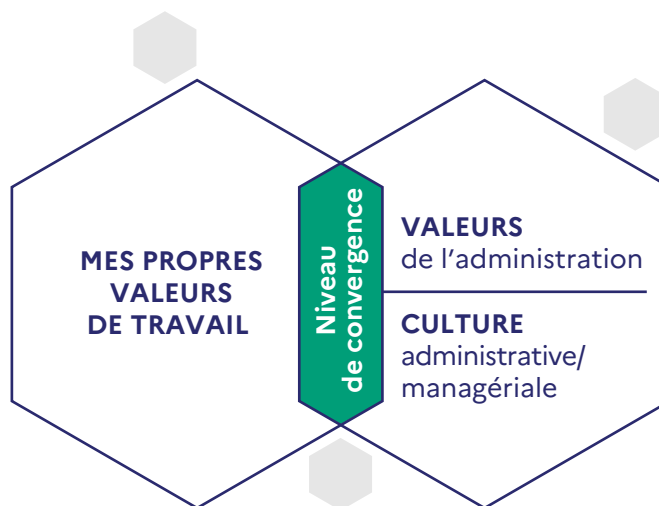 MES PROPRES
VALEURS
DE TRAVAIL
Niveau
de convergence
VALEURS
de l'administration
CULTURE
administrative/
managériale